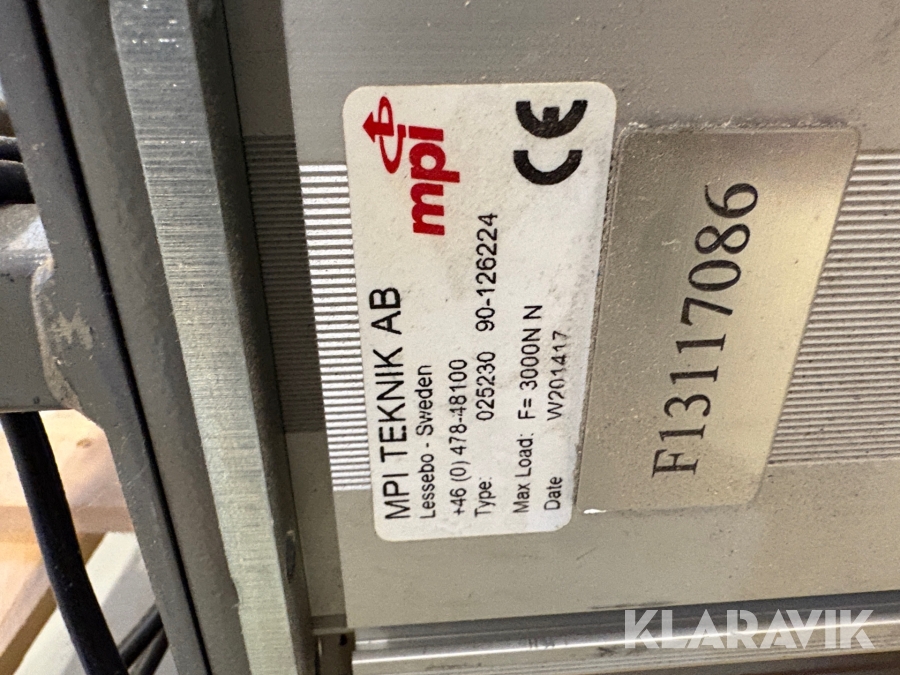 mpi
CE
MPI TEKNIK AB
Lessebo - Sweden
+46 (0) 478-48100
Type: 025230 90-126224
Max Load: F= 3000N N
Date W201417
F13117086
KLARAVIK